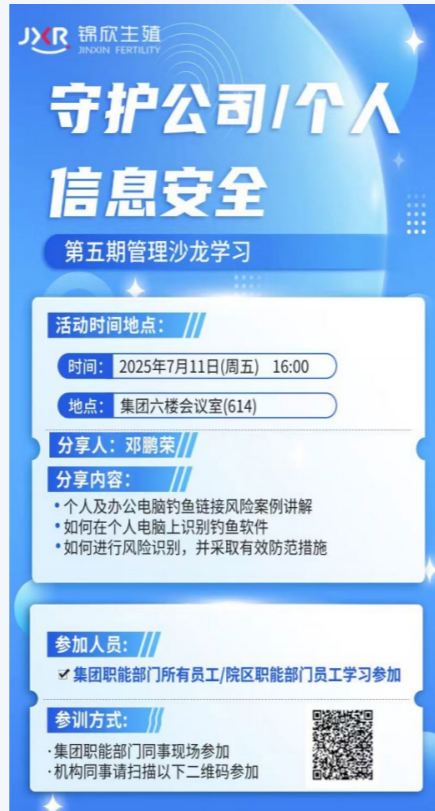 JXR 锦欣生殖
JINXIN FERTILITY
守护公司/个人
信息安全
第五期管理沙龙学习
活动时间地点：
时间： 2025年7月11日(周五) 16:00
地点： 集团六楼会议室(614)
分享人：邓鹏荣
分享内容：
•个人及办公电脑钓鱼链接风险案例讲解
•如何在个人电脑上识别钓鱼软件
•如何进行风险识别，并采取有效防范措施
参加人员：
集团职能部门所有员工/院区职能部门员工学习参加
参训方式：
·集团职能部门同事现场参加
·机构同事请扫描以下二维码参加